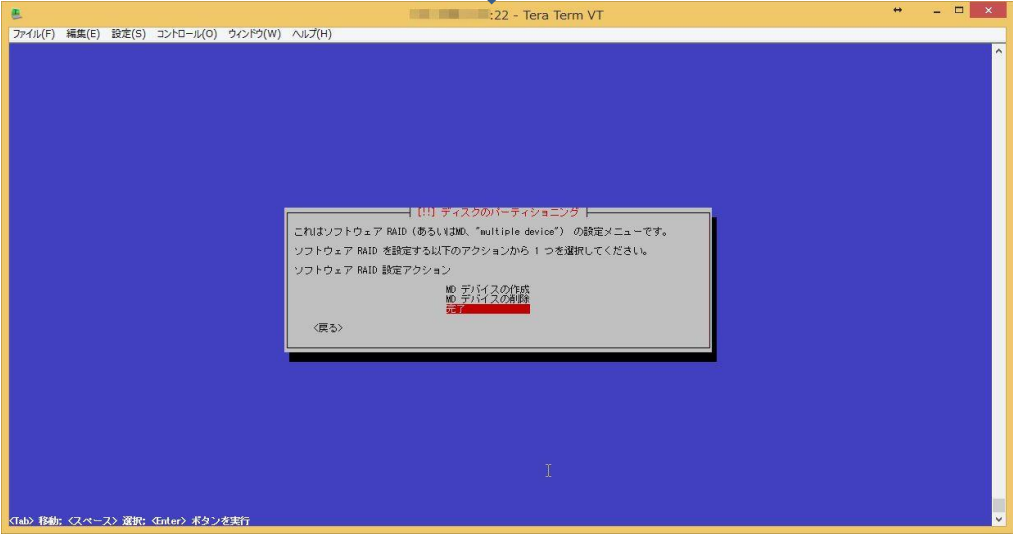 :22 - Tera Term VT
ファイル(F) 編集(E) 設定(S) コントロール(O) ウィンドウ(W) ヘルプ(H)
[!!] ディスクのパーティショニング
これはソフトウェア RAID (あるいはMD、"multiple device") の設定メニューです。
ソフトウェア RAID を設定する以下のアクションから 1 つを選択してください。
ソフトウェア RAID 設定アクション
MD デバイスの作成
MD デバイスの削除
完了
<戻る>
<Tab> 移動; <スペース> 選択; <Enter> ボタンを実行